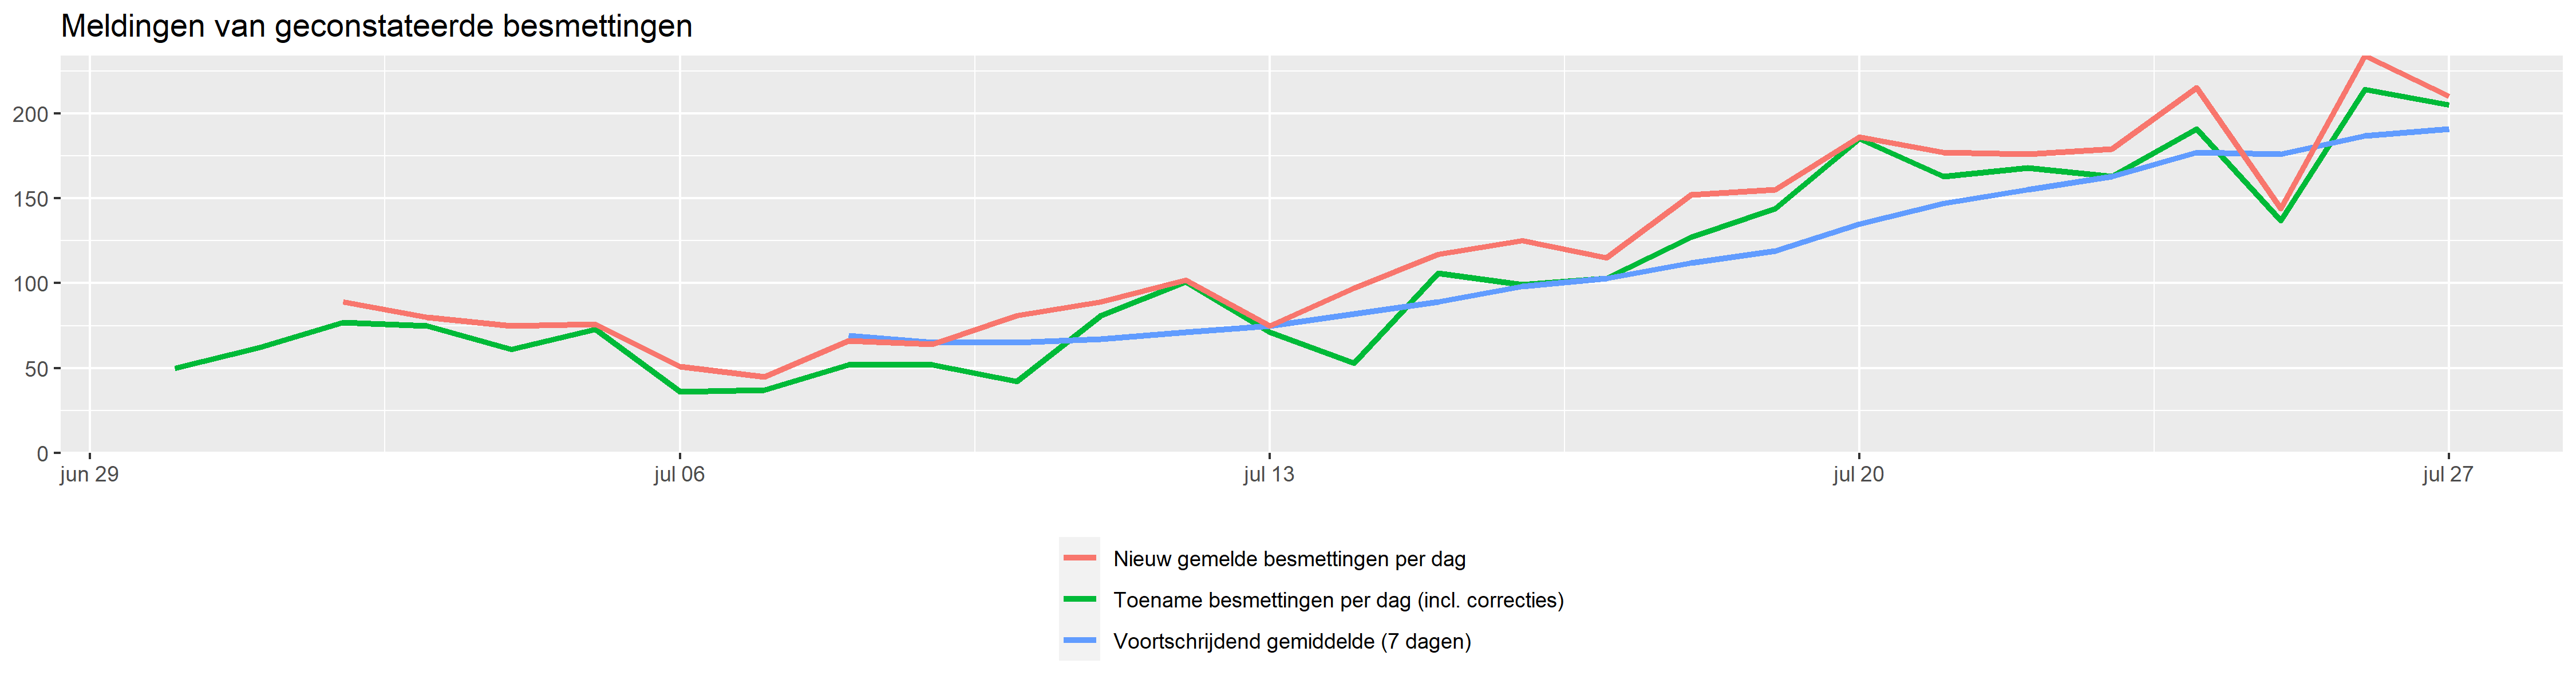 Meldingen van geconstateerde besmettingen
200
150
100
50
0
jun 29
jul 06
jul 13
jul 20
jul 27
Nieuw gemelde besmettingen per dag
Toename besmettingen per dag (incl. correcties)
Voortschrijdend gemiddelde (7 dagen)